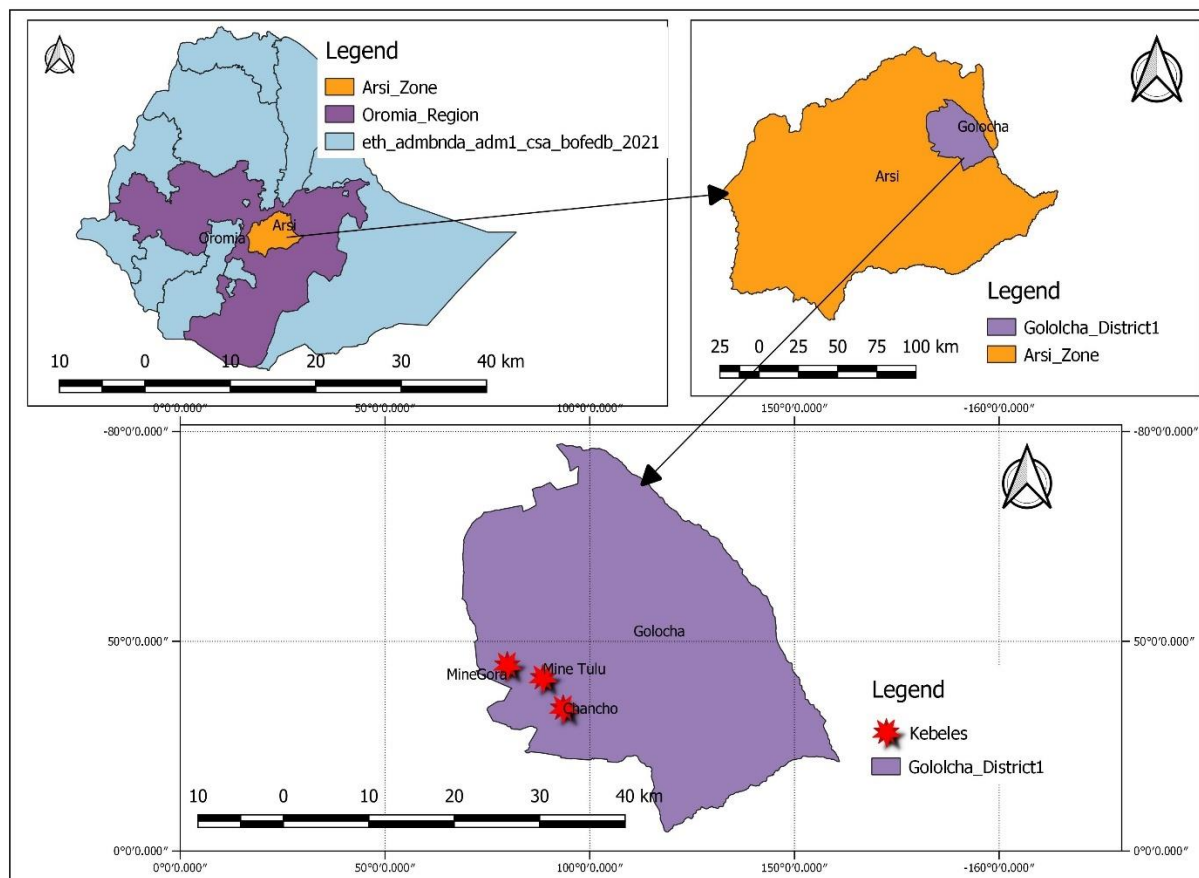 Legend
Arsi_Zone
Oromia_Region
eth_admbnda_adm1_csa_bofedb_2021
Arsi
Oromia
10 0 10 20 30 40 km
Golocha
Arsi
Legend
Gololcha_District1
Arsi_Zone
25 0 25 50 75 100 km
0°0'0.000" 50°0'0.000" 100°0'0.000" 150°0'0.000" -160°0'0.000"
-80°0'0.000" -80°0'0.000"
Golocha
50°0'0.000" 50°0'0.000"
MineGora Mine Tulu
Chancho
Legend
Kebeles
Gololcha_District1
10 0 10 20 30 40 km
0°0'0.000" 0°0'0.000"
0°0'0.000" 50°0'0.000" 100°0'0.000" 150°0'0.000" -160°0'0.000"